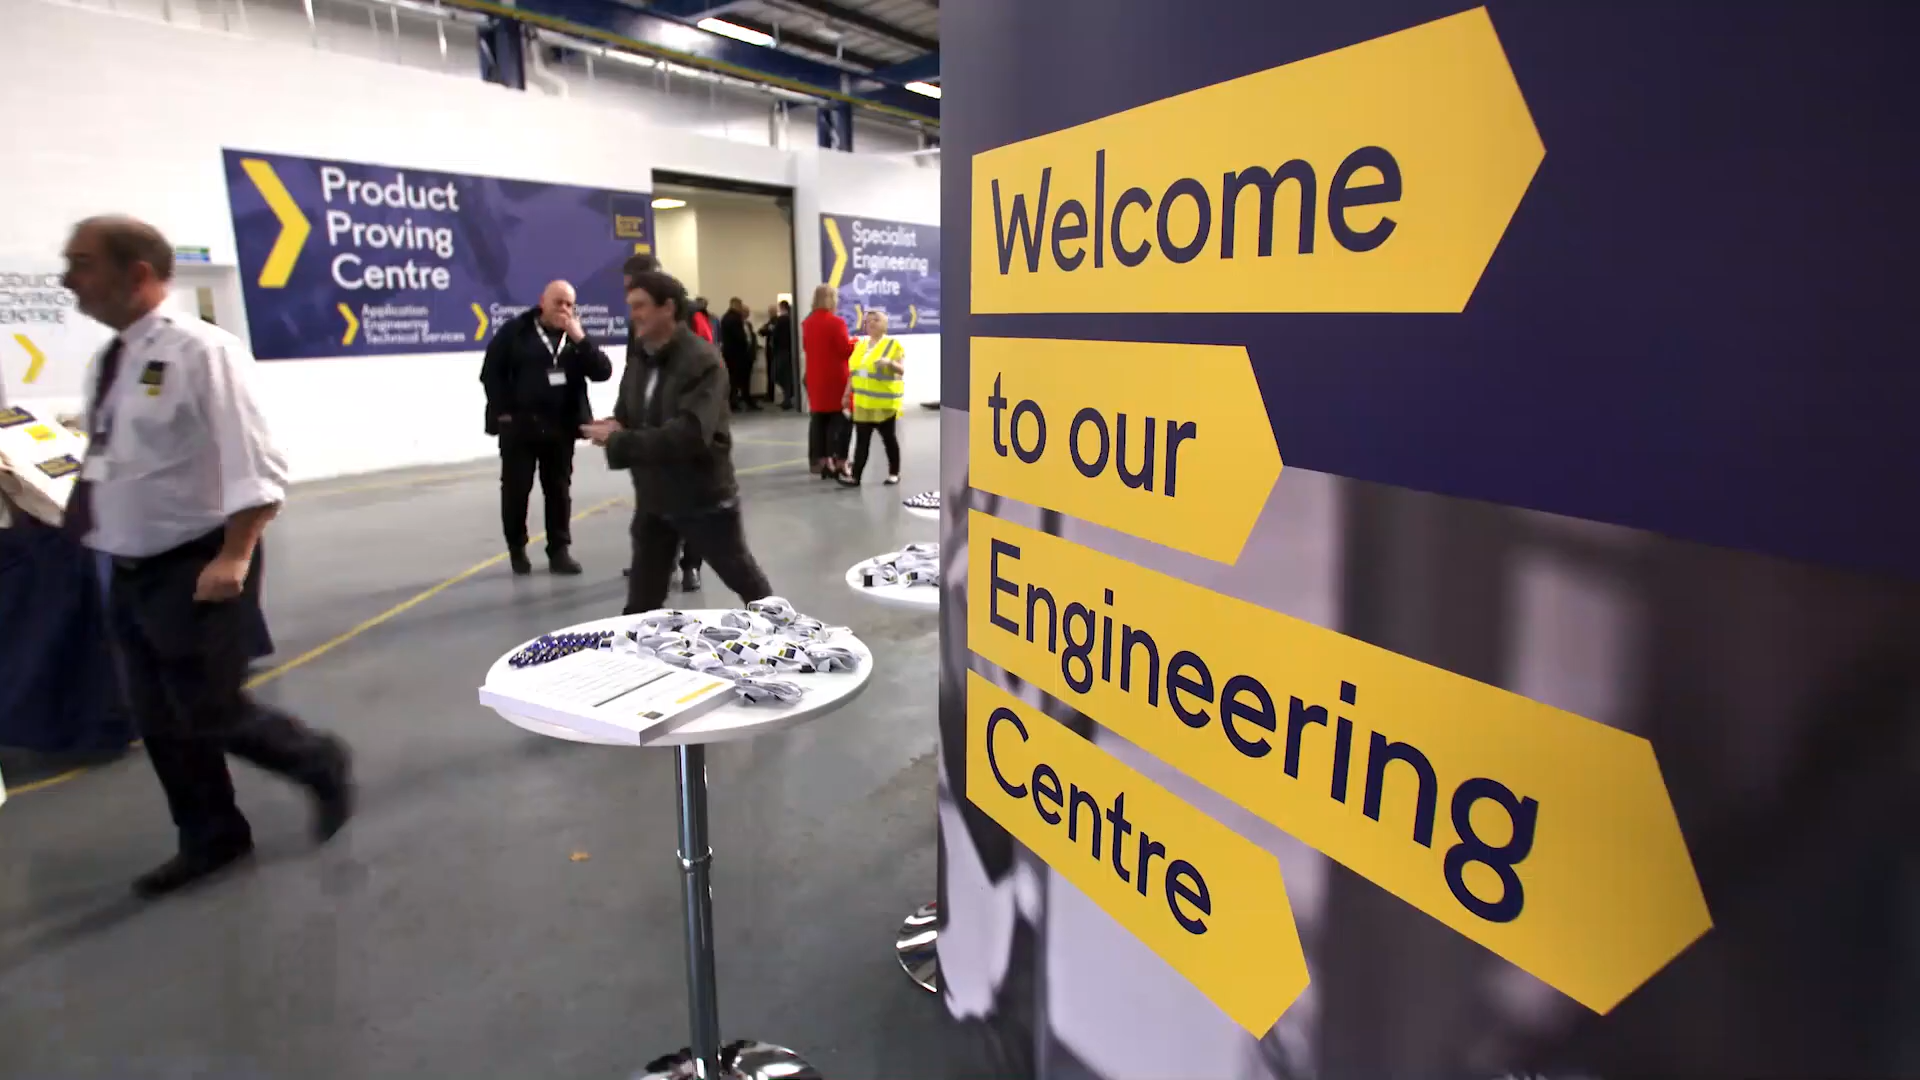 Product
Proving
Centre
Application
Engineering
Technical Services
Specialist
Engineering
Centre
Welcome
to our
Engineering
Centre